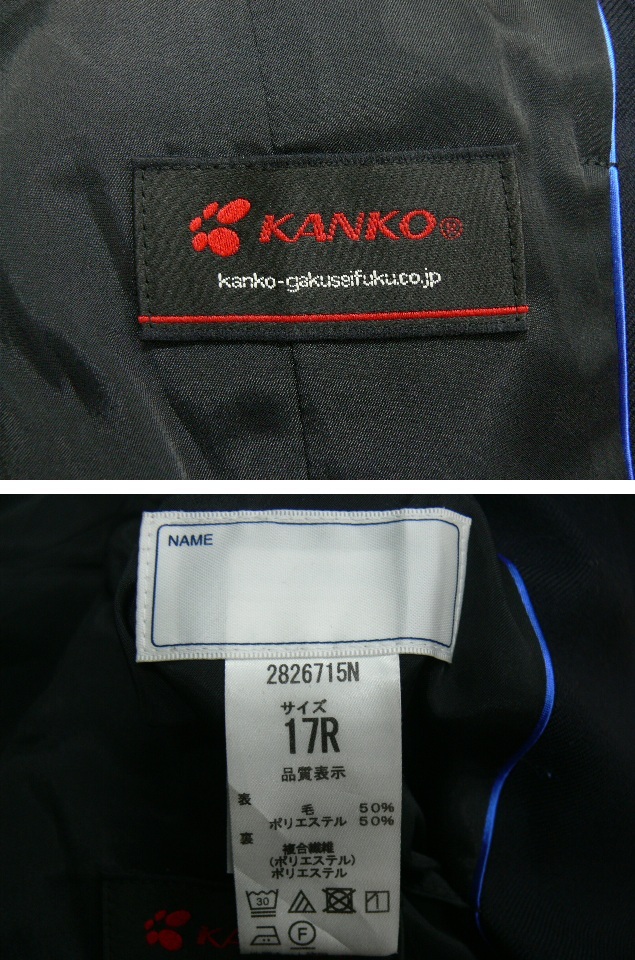 KANKO®
kanko-gakuseifuku.co.jp
NAME
2826715N
サイズ
17R
品質表示
表 毛 50%
ポリエステル 50%
裏 複合繊維
(ポリエステル)
ポリエステル
30
F
KA